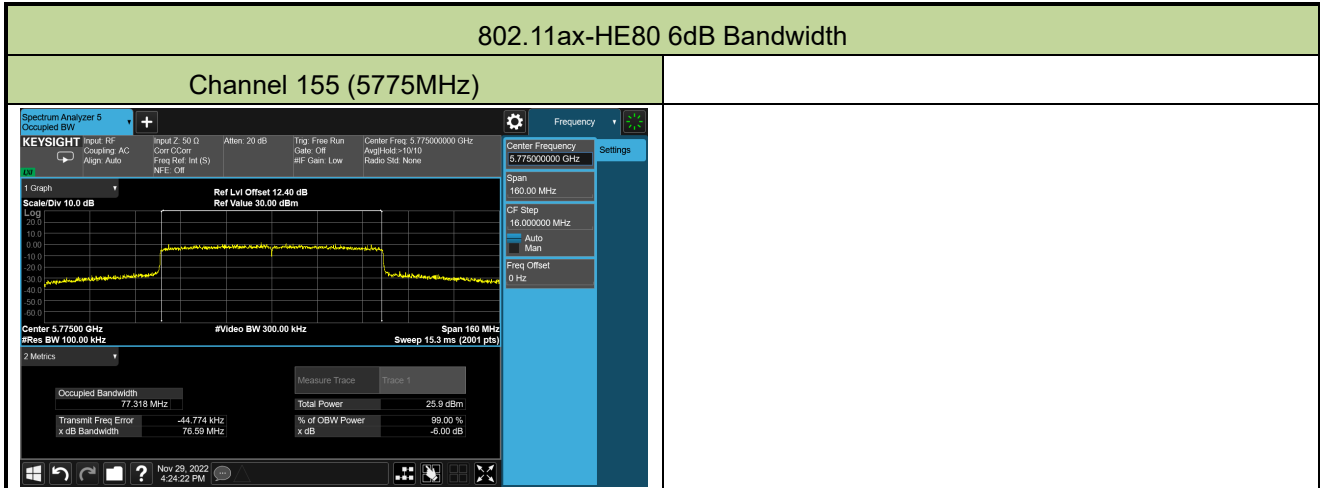 802.11ax-HE80 6dB Bandwidth
Channel 155 (5775MHz)
Spectrum Analyzer 5
Occupied BW
+
Frequency
KEYSIGHT Input: RF Input Z: 50 Ω Atten: 20 dB Trig: Free Run Center Freq: 5.775000000 GHz
Coupling: AC Corr CCorr Gate: Off Avg|Hold:>10/10
Align: Auto Freq Ref: Int (S) #IF Gain: Low Radio Std: None
NFE: Off
LXI
Center Frequency
5.775000000 GHz
Settings
Span
160.00 MHz
CF Step
16.000000 MHz
Auto
Man
Freq Offset
0 Hz
1 Graph
Ref Lvl Offset 12.40 dB
Scale/Div 10.0 dB Ref Value 30.00 dBm
Log
20.0
10.0
0.00
-10.0
-20.0
-30.0
-40.0
-50.0
-60.0
Center 5.77500 GHz #Video BW 300.00 kHz Span 160 MHz
#Res BW 100.00 kHz Sweep 15.3 ms (2001 pts)
2 Metrics
Measure Trace Trace 1
Occupied Bandwidth
77.318 MHz Total Power 25.9 dBm
Transmit Freq Error -44.774 kHz % of OBW Power 99.00 %
x dB Bandwidth 76.59 MHz x dB -6.00 dB
? Nov 29, 2022
4:24:22 PM